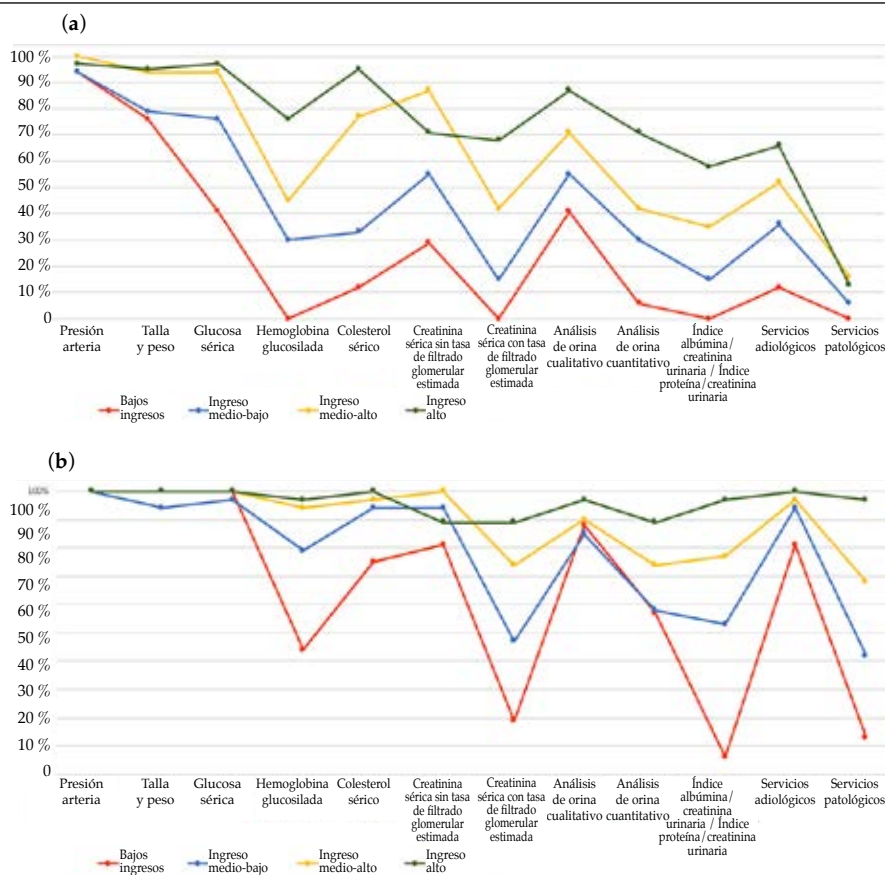 (a)
100 %
90 %
80 %
70 %
60 %
50 %
40 %
30 %
20 %
10 %
0
Presión
arteria
Talla
y peso
Glucosa
sérica
Hemoglobina
glucosilada
Colesterol
sérico
Creatinina
sérica sin tasa
de filtrado
glomerular
estimada
Creatinina
sérica con tasa
de filtrado
glomerular
estimada
Análisis
de orina
cualitativo
Análisis
de orina
cuantitativo
Índice
albúmina/
creatinina
urinaria / Índice
proteína/creatinina
urinaria
Servicios
adiológicos
Servicios
patológicos
Bajos
ingresos
Ingreso
medio-bajo
Ingreso
medio-alto
Ingreso
alto
(b)
100%
100 %
90 %
80 %
70 %
60 %
50 %
40 %
30 %
20 %
10 %
0
Presión
arteria
Talla
y peso
Glucosa
sérica
Hemoglobina
glucosilada
Colesterol
sérico
Creatinina
sérica sin tasa
de filtrado
glomerular
estimada
Creatinina
sérica con tasa
de filtrado
glomerular
estimada
Análisis
de orina
cualitativo
Análisis
de orina
cuantitativo
Índice
albúmina/
creatinina
urinaria / Índice
proteína/creatinina
urinaria
Servicios
adiológicos
Servicios
patológicos
Bajos
ingresos
Ingreso
medio-bajo
Ingreso
medio-alto
Ingreso
alto